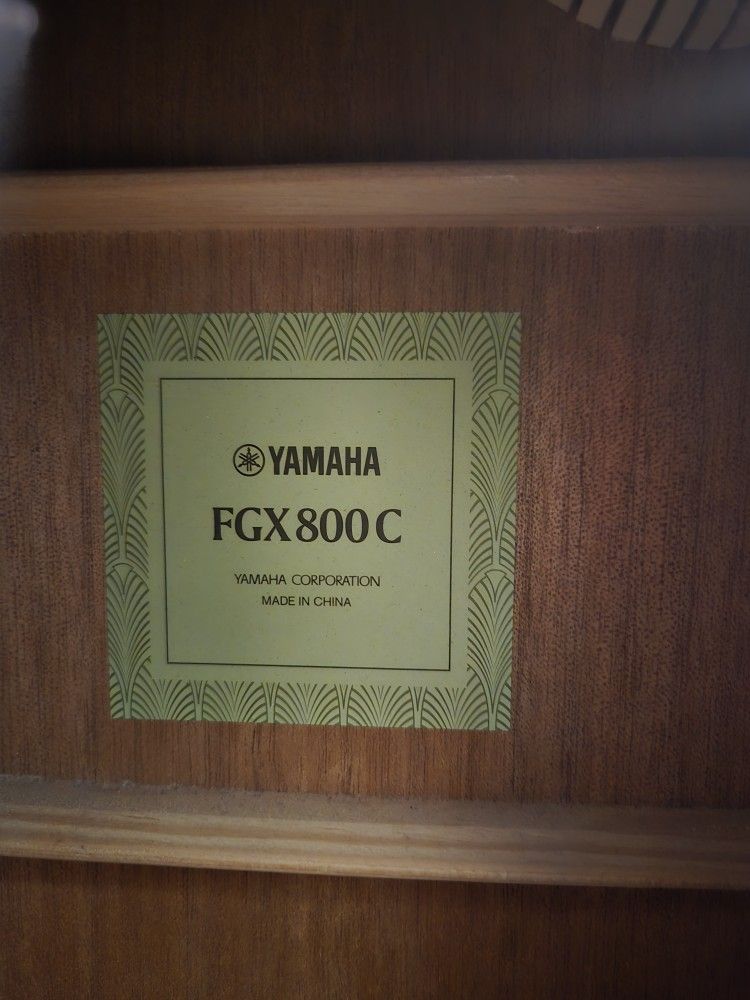 YAMAHA
FGX800C
YAMAHA CORPORATION
MADE IN CHINA